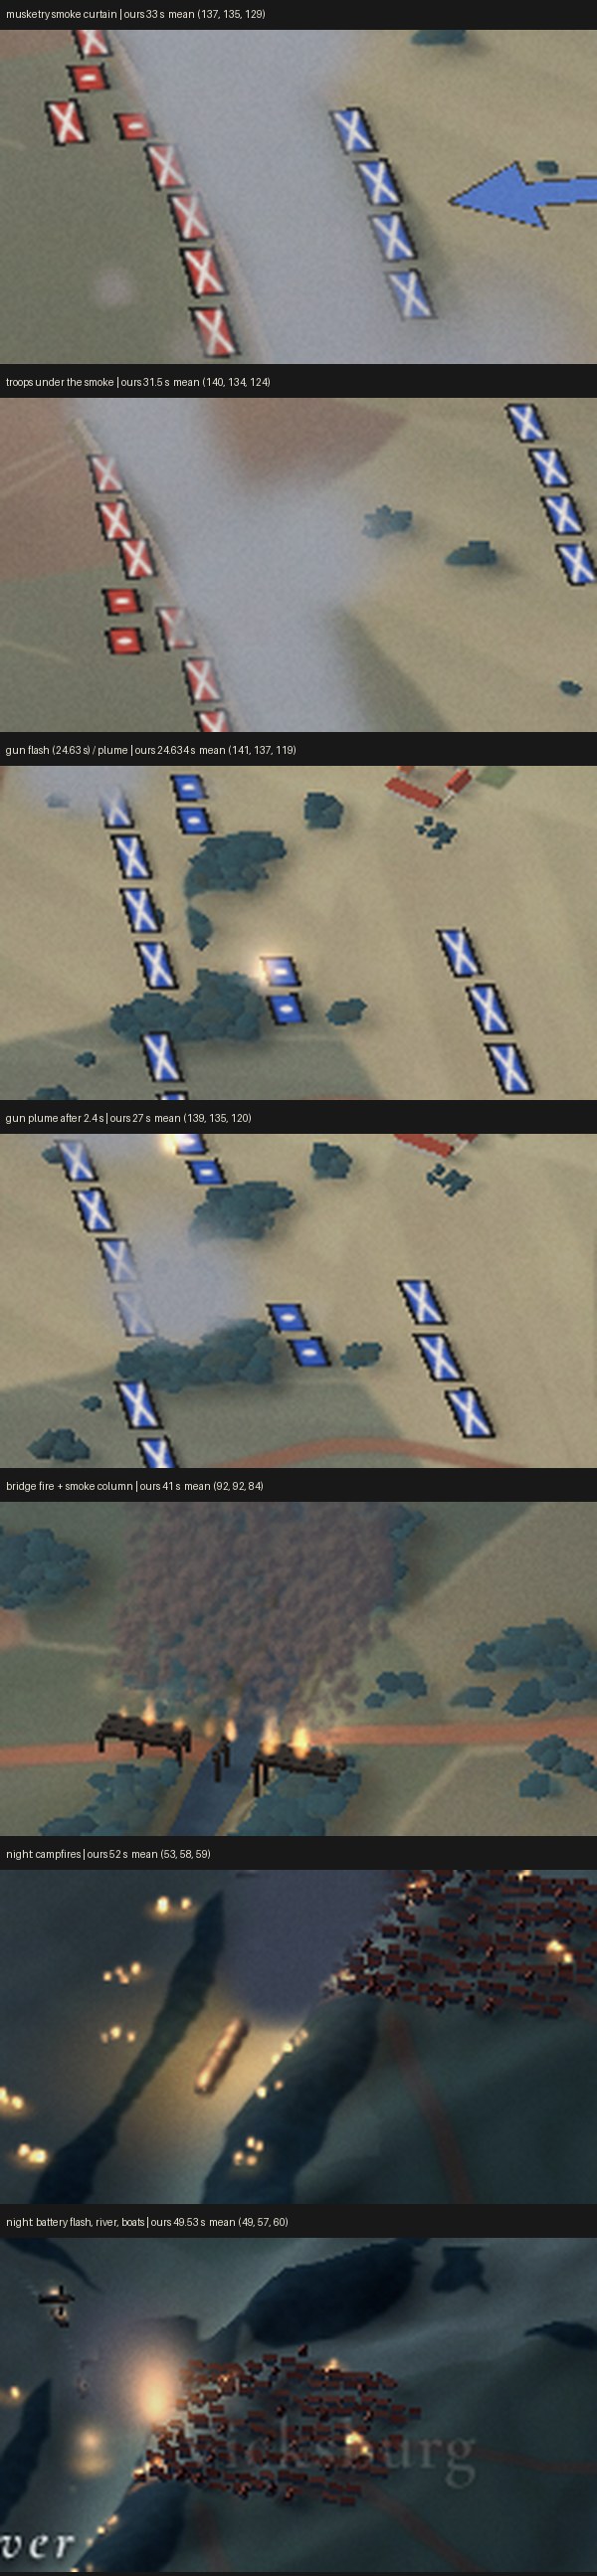 musketry smoke curtain | ours 33 s mean (137, 135, 129)
troops under the smoke | ours 31.5 s mean (140, 134, 124)
gun flash (24.63 s) / plume | ours 24.634 s mean (141, 137, 119)
gun plume after 2.4 s | ours 27 s mean (139, 135, 120)
bridge fire + smoke column | ours 41 s mean (92, 92, 84)
night campfires | ours 52 s mean (53, 58, 59)
night battery flash, river, boats | ours 49.53 s mean (49, 57, 60)
Vicksburg
ver